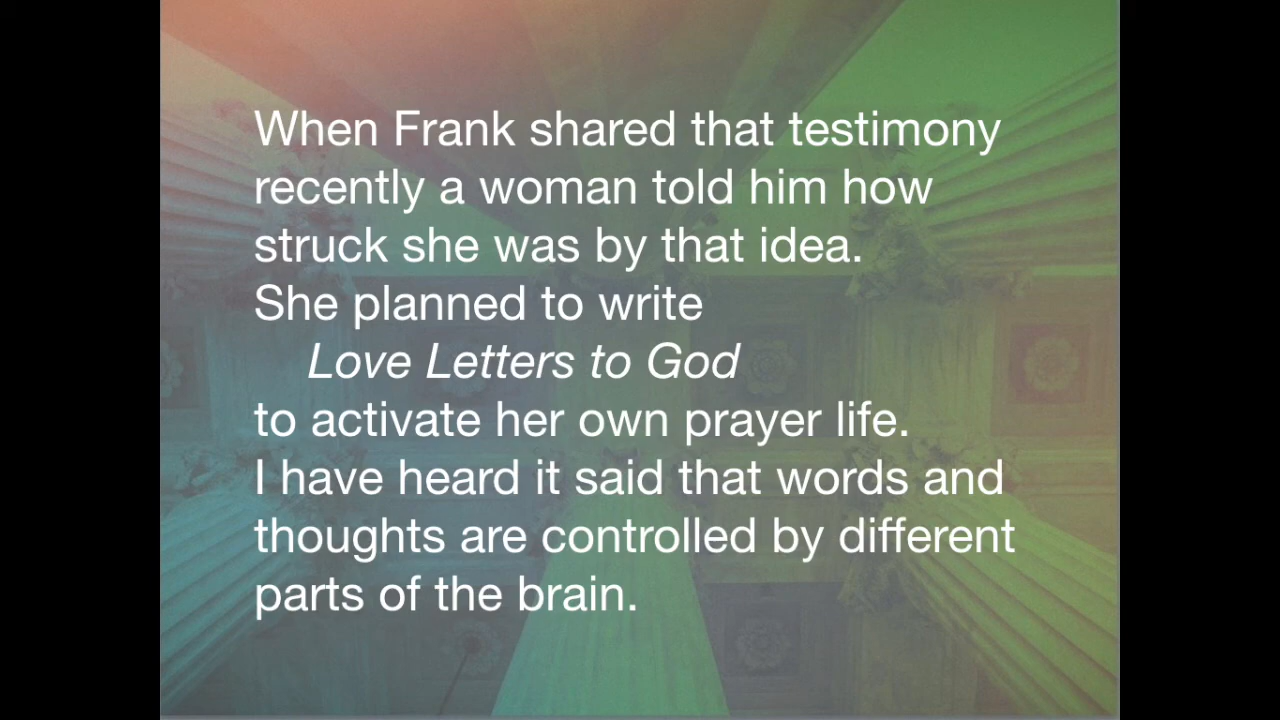 When Frank shared that testimony
recently a woman told him how
struck she was by that idea.
She planned to write
Love Letters to God
to activate her own prayer life.
I have heard it said that words and
thoughts are controlled by different
parts of the brain.